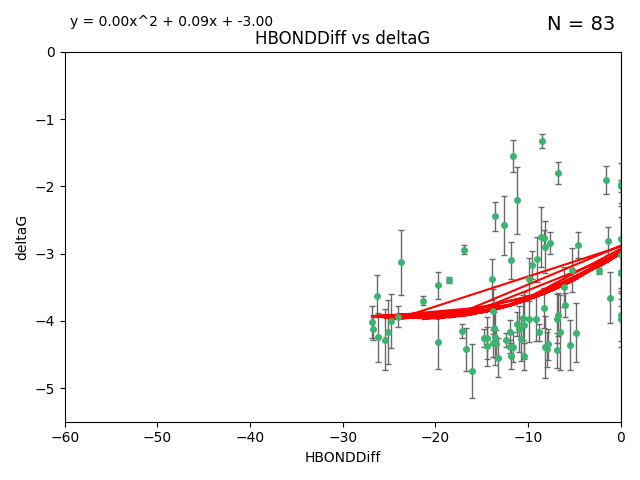 y = 0.00x^2 + 0.09x + -3.00
N = 83
HBONDDiff vs deltaG
deltaG
0
−1
−2
−3
−4
−5
−60
−50
−40
−30
−20
−10
0
HBONDDiff